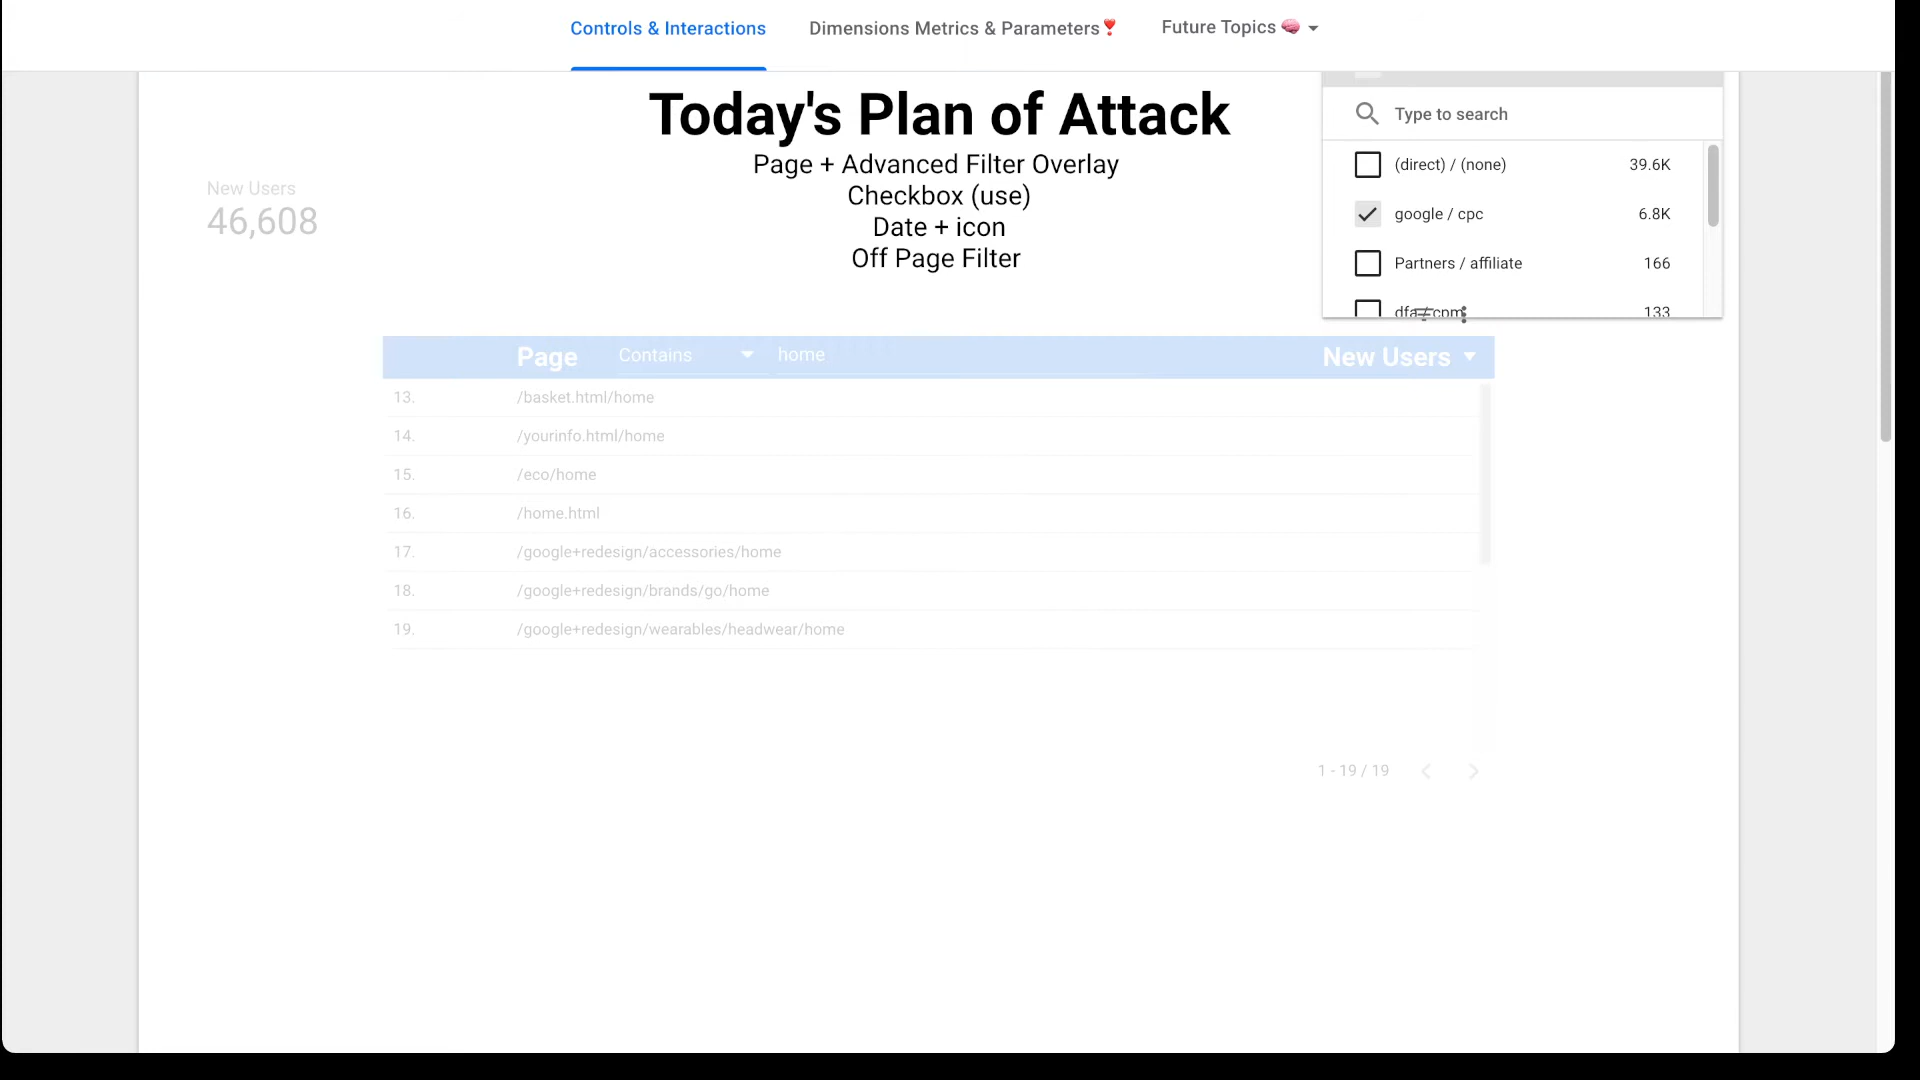 Controls & Interactions
Dimensions Metrics & Parameters❣
Future Topics 🧠
Today's Plan of Attack
Page + Advanced Filter Overlay
Checkbox (use)
Date + icon
Off Page Filter
New Users
46,608
Type to search
(direct) / (none) 39.6K
google / cpc 6.8K
Partners / affiliate 166
dfa / cpm 133
Page Contains home New Users
13. /basket.html/home
14. /yourinfo.html/home
15. /eco/home
16. /home.html
17. /google+redesign/accessories/home
18. /google+redesign/brands/go/home
19. /google+redesign/wearables/headwear/home
1 - 19 / 19